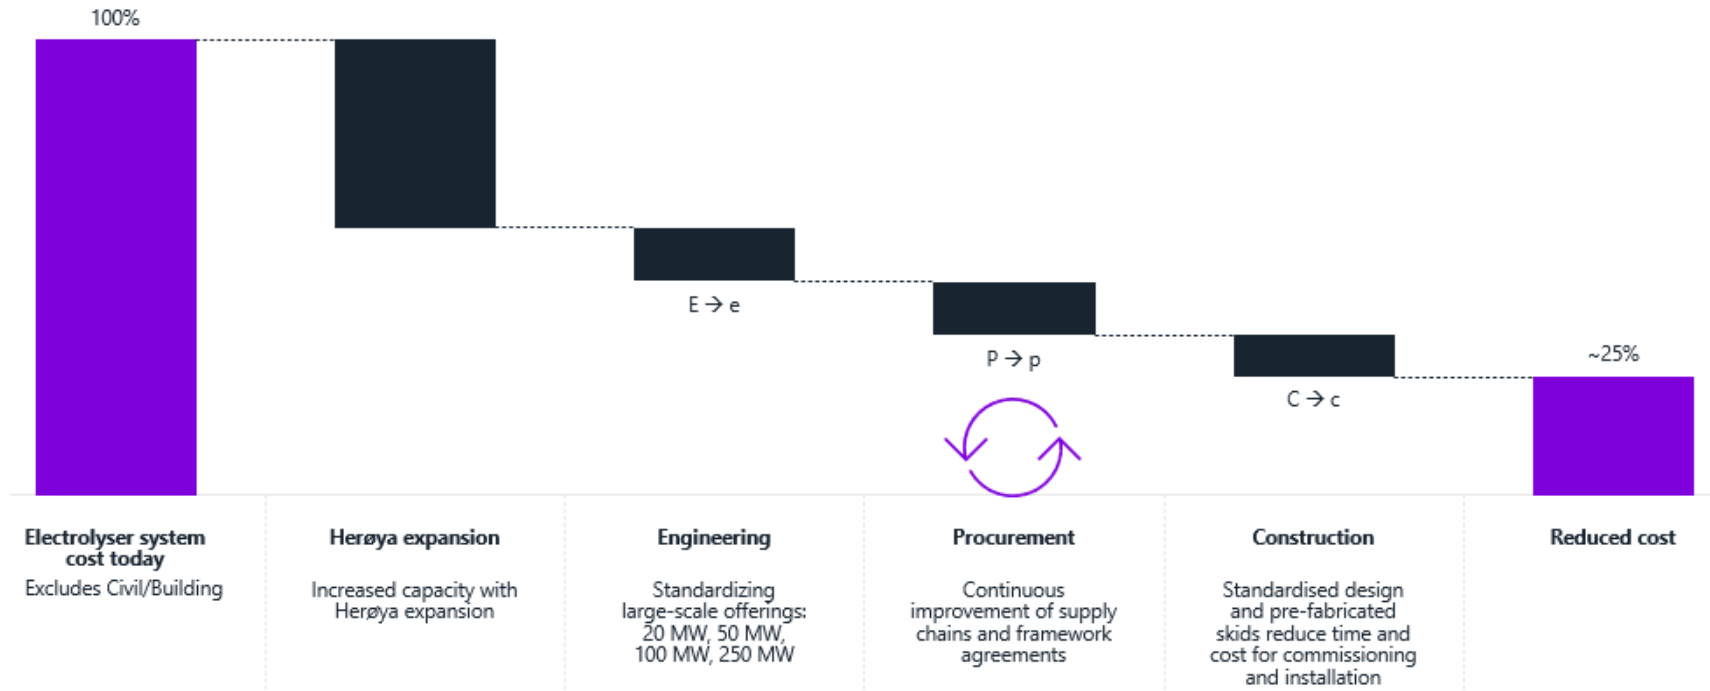 100%
E → e
P → p
C → c
~25%
Electrolyser system
cost today
Excludes Civil/Building
Herøya expansion
Increased capacity with
Herøya expansion
Engineering
Standardizing
large-scale offerings:
20 MW, 50 MW,
100 MW, 250 MW
Procurement
Continuous
improvement of supply
chains and framework
agreements
Construction
Standardised design
and pre-fabricated
skids reduce time and
cost for commissioning
and installation
Reduced cost